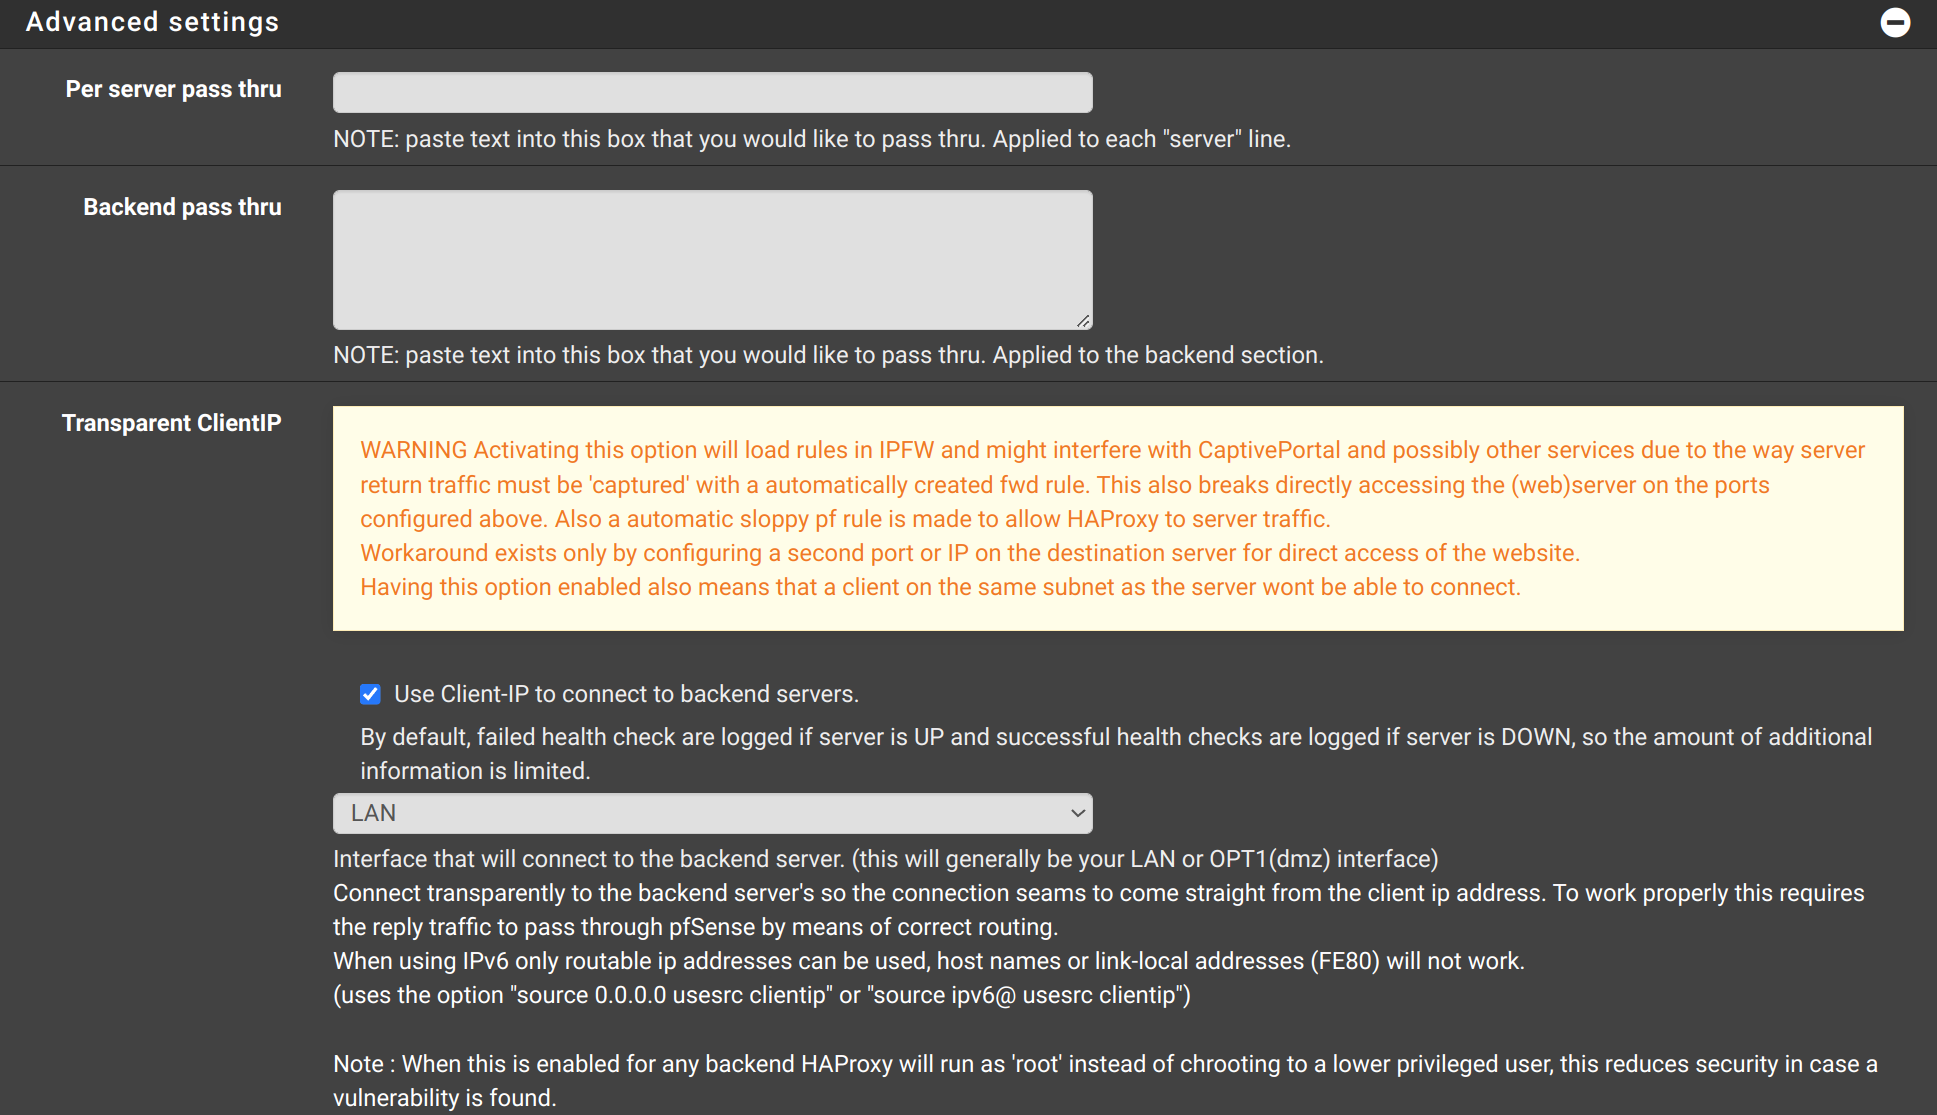 Advanced settings
Per server pass thru
NOTE: paste text into this box that you would like to pass thru. Applied to each "server" line.
Backend pass thru
NOTE: paste text into this box that you would like to pass thru. Applied to the backend section.
Transparent ClientIP
WARNING Activating this option will load rules in IPFW and might interfere with CaptivePortal and possibly other services due to the way server
return traffic must be 'captured' with a automatically created fwd rule. This also breaks directly accessing the (web)server on the ports
configured above. Also a automatic sloppy pf rule is made to allow HAProxy to server traffic.
Workaround exists only by configuring a second port or IP on the destination server for direct access of the website.
Having this option enabled also means that a client on the same subnet as the server wont be able to connect.
Use Client-IP to connect to backend servers.
By default, failed health check are logged if server is UP and successful health checks are logged if server is DOWN, so the amount of additional
information is limited.
LAN
Interface that will connect to the backend server. (this will generally be your LAN or OPT1(dmz) interface)
Connect transparently to the backend server's so the connection seams to come straight from the client ip address. To work properly this requires
the reply traffic to pass through pfSense by means of correct routing.
When using IPv6 only routable ip addresses can be used, host names or link-local addresses (FE80) will not work.
(uses the option "source 0.0.0.0 usesrc clientip" or "source ipv6@ usesrc clientip")
Note : When this is enabled for any backend HAProxy will run as 'root' instead of chrooting to a lower privileged user, this reduces security in case a
vulnerability is found.